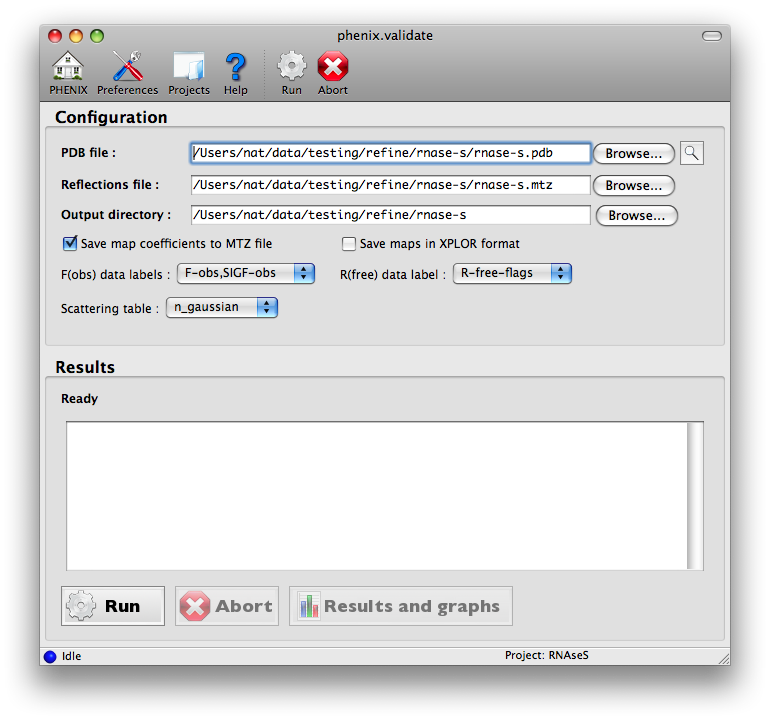 phenix.validate
PHENIX Preferences Projects Help Run Abort
Configuration
PDB file : /Users/nat/data/testing/refine/rnase-s/rnase-s.pdb Browse...
Reflections file : /Users/nat/data/testing/refine/rnase-s/rnase-s.mtz Browse...
Output directory : /Users/nat/data/testing/refine/rnase-s Browse...
Save map coefficients to MTZ file Save maps in XPLOR format
F(obs) data labels : F-obs,SIGF-obs R(free) data label : R-free-flags
Scattering table : n_gaussian
Results
Ready
Run Abort Results and graphs
Idle Project: RNAseS